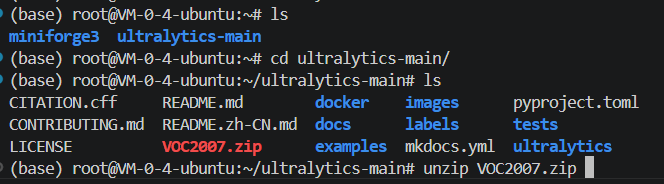 (base) root@VM-0-4-ubuntu:~# ls
miniforge3 ultralytics-main
(base) root@VM-0-4-ubuntu:~# cd ultralytics-main/
(base) root@VM-0-4-ubuntu:~/ultralytics-main# ls
CITATION.cff README.md docker images pyproject.toml
CONTRIBUTING.md README.zh-CN.md docs labels tests
LICENSE VOC2007.zip examples mkdocs.yml ultralytics
(base) root@VM-0-4-ubuntu:~/ultralytics-main# unzip VOC2007.zip